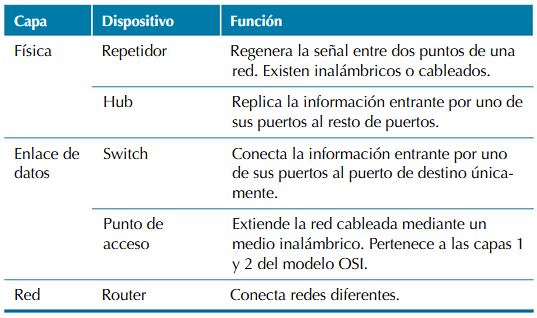 Capa Dispositivo Función
Física Repetidor Regenera la señal entre dos puntos de una
red. Existen inalámbricos o cableados.
Hub Replica la información entrante por uno de
sus puertos al resto de puertos.
Enlace de Switch Conecta la información entrante por uno
datos de sus puertos al puerto de destino única-
mente.
Punto de Extiende la red cableada mediante un
acceso medio inalámbrico. Pertenece a las capas 1
y 2 del modelo OSI.
Red Router Conecta redes diferentes.